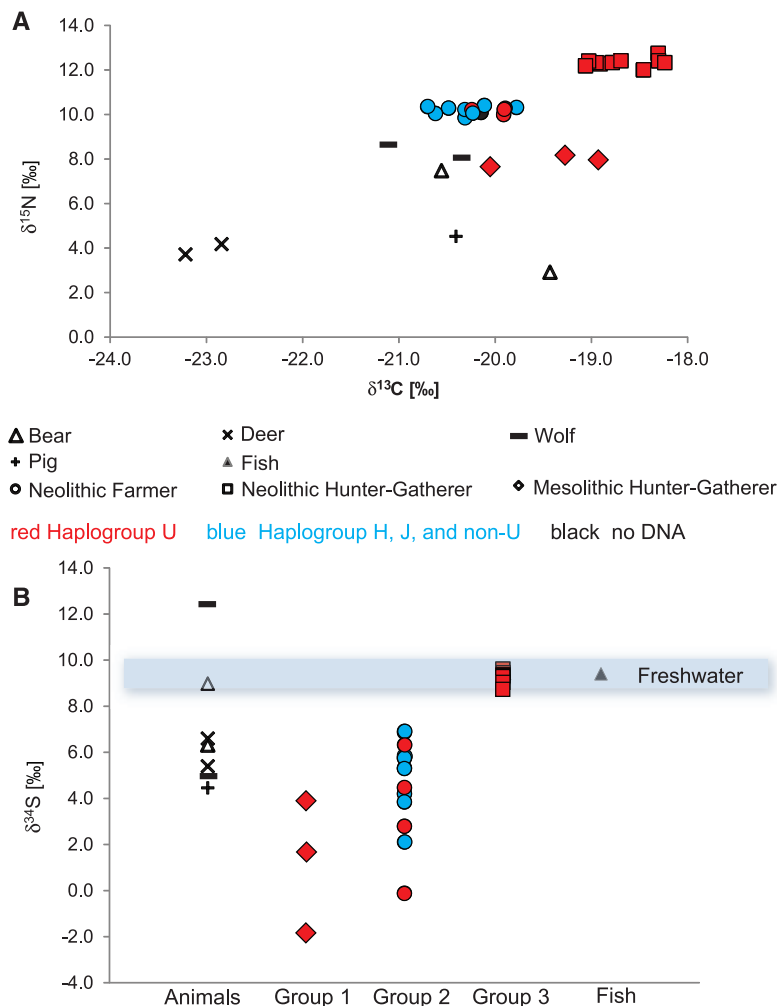 A
14.0
12.0
10.0
8.0
6.0
4.0
2.0
0.0
δ15N [‰]
-24.0 -23.0 -22.0 -21.0 -20.0 -19.0 -18.0
δ13C [‰]
Bear Deer Wolf
Pig Fish
Neolithic Farmer Neolithic Hunter-Gatherer Mesolithic Hunter-Gatherer
red Haplogroup U blue Haplogroup H, J, and non-U black no DNA
B
14.0
12.0
10.0
8.0
6.0
4.0
2.0
0.0
-2.0
-4.0
δ34S [‰]
Freshwater
Animals Group 1 Group 2 Group 3 Fish